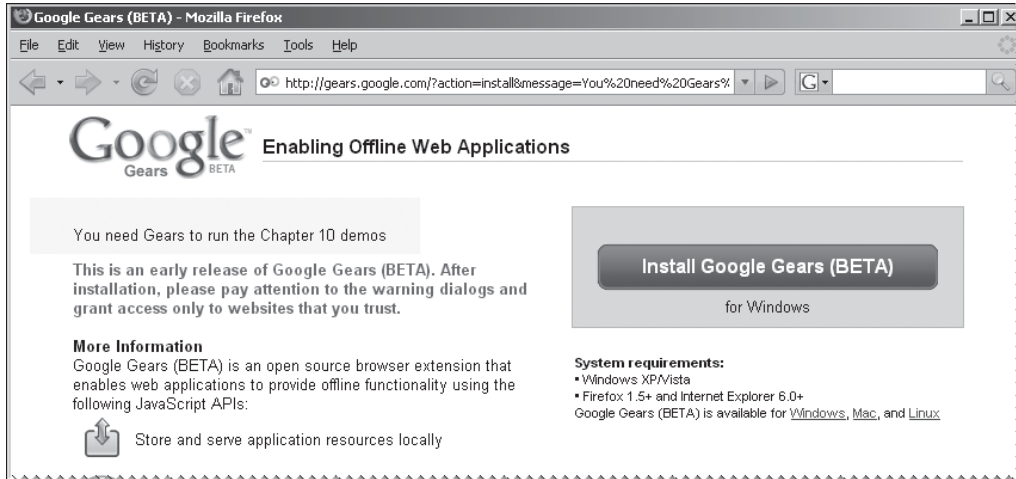 Google Gears (BETA) - Mozilla Firefox
File Edit View History Bookmarks Tools Help
http://gears.google.com/?action=install&message=You%20need%20Gears%
G
Google™
Gears BETA
Enabling Offline Web Applications
You need Gears to run the Chapter 10 demos
This is an early release of Google Gears (BETA). After
installation, please pay attention to the warning dialogs and
grant access only to websites that you trust.
More Information
Google Gears (BETA) is an open source browser extension that
enables web applications to provide offline functionality using the
following JavaScript APIs:
Store and serve application resources locally
Install Google Gears (BETA)
for Windows
System requirements:
• Windows XP/Vista
• Firefox 1.5+ and Internet Explorer 6.0+
Google Gears (BETA) is available for Windows, Mac, and Linux